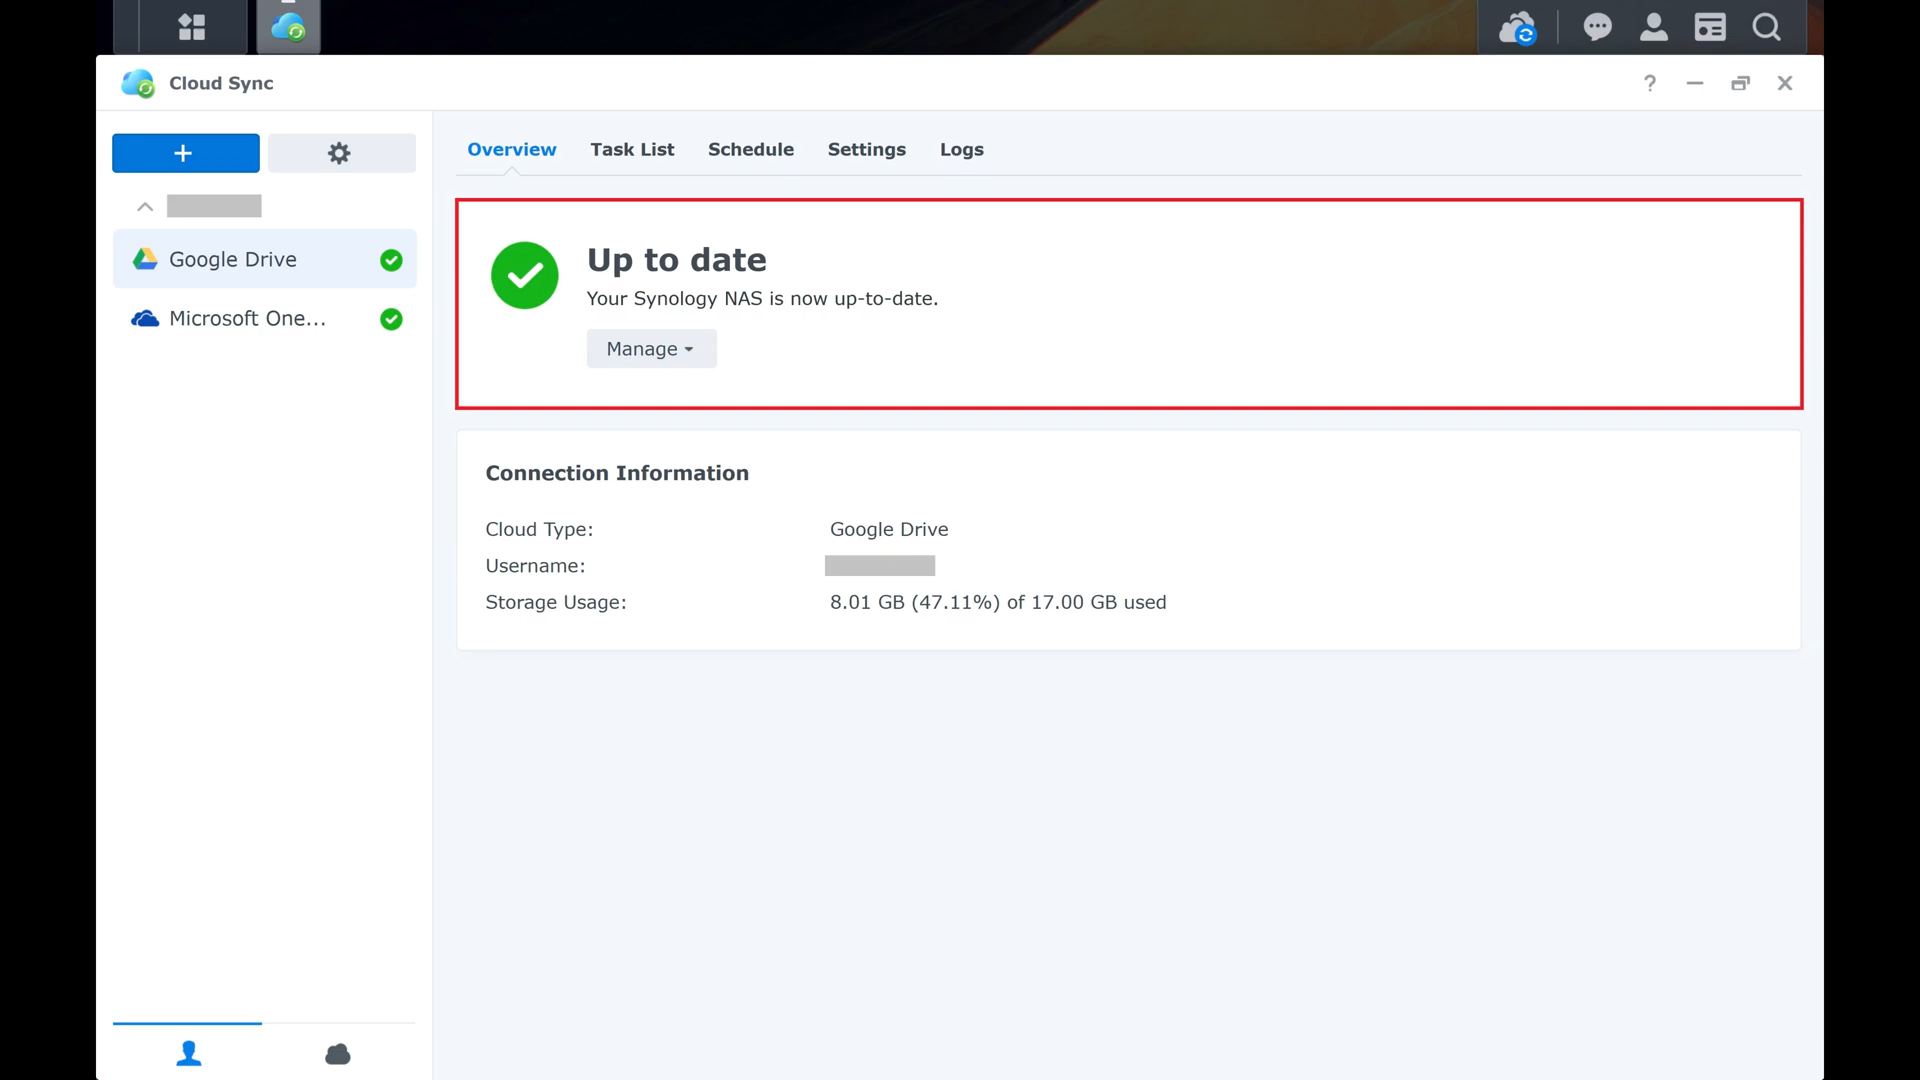 Cloud Sync
?
+
Overview Task List Schedule Settings Logs
Google Drive
Microsoft One...
Up to date
Your Synology NAS is now up-to-date.
Manage
Connection Information
Cloud Type: Google Drive
Username:
Storage Usage: 8.01 GB (47.11%) of 17.00 GB used